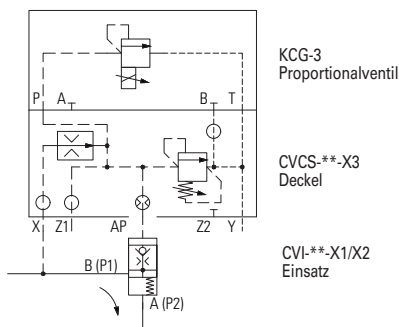 KCG-3
Proportionalventil
P A B T
CVCS-**-X3
Deckel
X Z1 AP Z2 Y
CVI-**-X1/X2
Einsatz
B (P1)
A (P2)